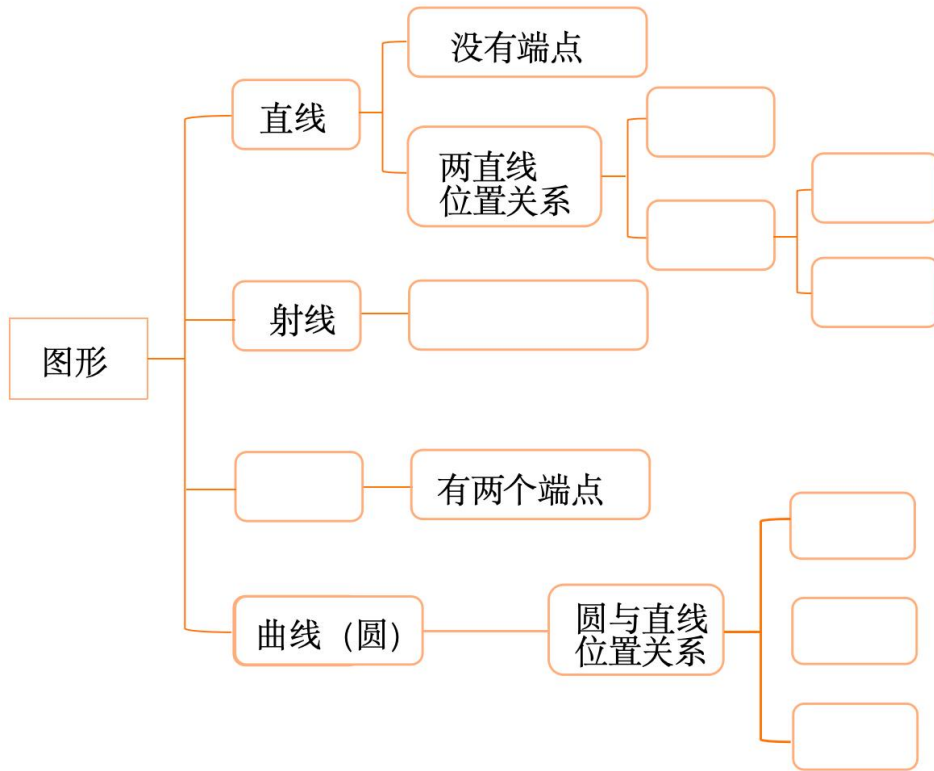 没有端点
直线
两直线
位置关系
射线
图形
有两个端点
曲线（圆）
圆与直线
位置关系